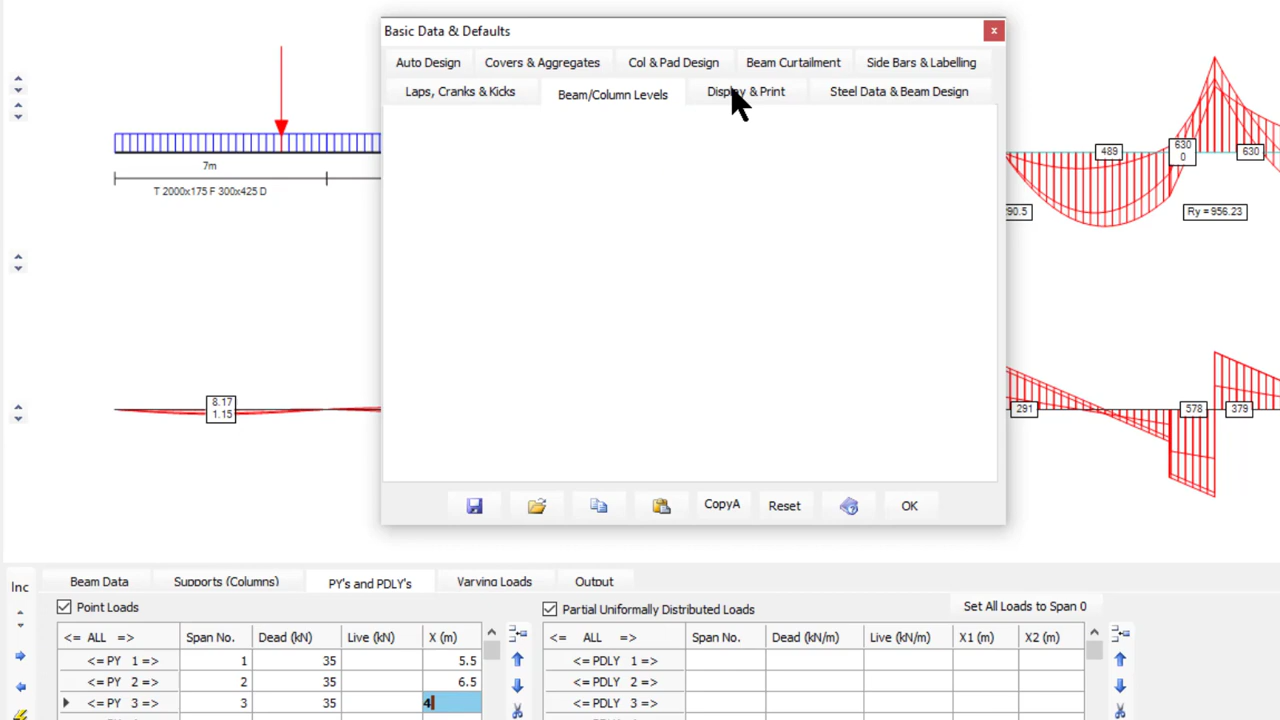 Basic Data & Defaults
x
Auto Design Covers & Aggregates Col & Pad Design Beam Curtailment Side Bars & Labelling
Laps, Cranks & Kicks Beam/Column Levels Display & Print Steel Data & Beam Design
7m
T 2000x175 F 300x425 D
489
630
0
630
90.5
Ry = 956.23
8.17
1.15
291
578
379
CopyA Reset OK
Inc
Beam Data Supports (Columns) PY's and PDLY's Varying Loads Output
Point Loads
Partial Uniformly Distributed Loads
Set All Loads to Span 0
<= ALL => Span No. Dead (kN) Live (kN) X (m)
<= ALL => Span No. Dead (kN/m) Live (kN/m) X1 (m) X2 (m)
<= PY 1 => 1 35 5.5
<= PDLY 1 =>
<= PY 2 => 2 35 6.5
<= PDLY 2 =>
<= PY 3 => 3 35 4
<= PDLY 3 =>